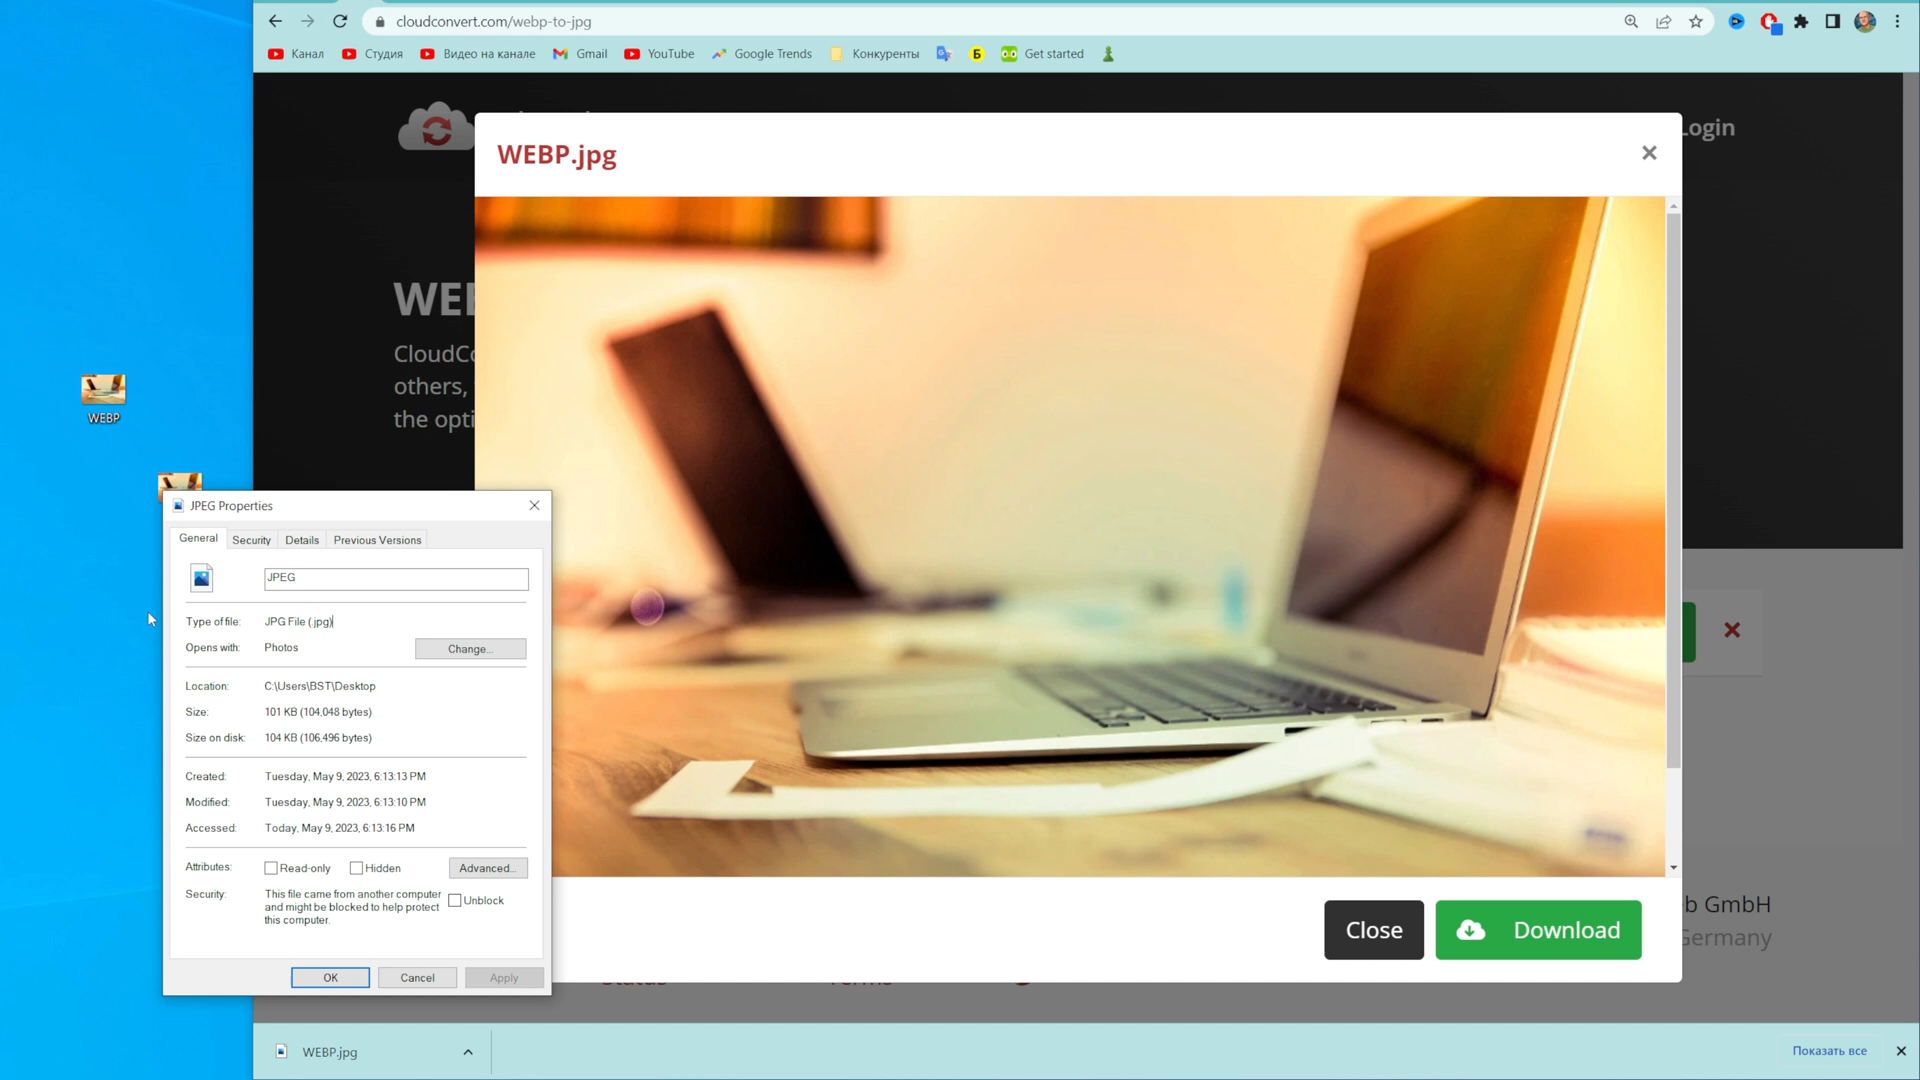 cloudconvert.com/webp-to-jpg
Канал Студия Видео на канале Gmail YouTube Google Trends Конкуренты Б Get started
Login
WEBP.jpg
CloudCo
others,
the opti
WEBP
JPEG Properties
General Security Details Previous Versions
JPEG
Type of file: JPG File (.jpg)
Opens with: Photos Change...
Location: C:\Users\BST\Desktop
Size: 101 KB (104,048 bytes)
Size on disk: 104 KB (106,496 bytes)
Created: Tuesday, May 9, 2023, 6:13:13 PM
Modified: Tuesday, May 9, 2023, 6:13:10 PM
Accessed: Today, May 9, 2023, 6:13:16 PM
Attributes: Read-only Hidden Advanced...
Security: This file came from another computer
and might be blocked to help protect
this computer.
Unblock
OK Cancel Apply
b GmbH
Germany
Close Download
WEBP.jpg
Показать все